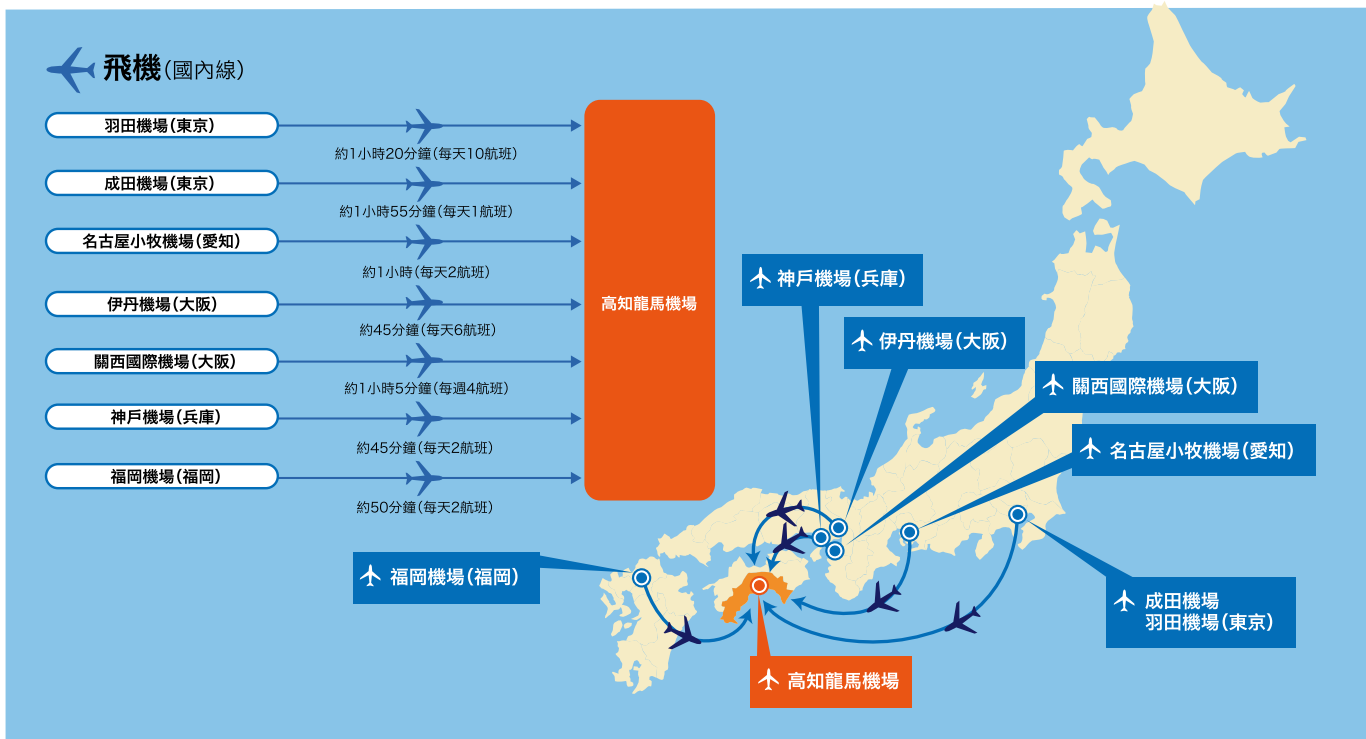 飛機(國內線)
羽田機場(東京)
約1小時20分鐘(每天10航班)
成田機場(東京)
約1小時55分鐘(每天1航班)
名古屋小牧機場(愛知)
約1小時(每天2航班)
伊丹機場(大阪)
約45分鐘(每天6航班)
關西國際機場(大阪)
約1小時5分鐘(每週4航班)
神戶機場(兵庫)
約45分鐘(每天2航班)
福岡機場(福岡)
約50分鐘(每天2航班)
高知龍馬機場
神戶機場(兵庫)
伊丹機場(大阪)
關西國際機場(大阪)
名古屋小牧機場(愛知)
福岡機場(福岡)
成田機場
羽田機場(東京)
高知龍馬機場